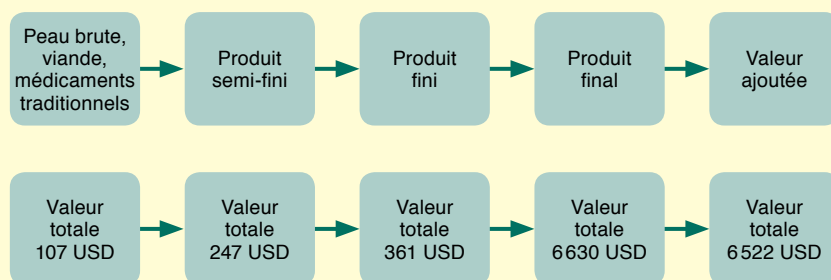 Peau brute,
viande,
médicaments
traditionnels
Produit
semi-fini
Produit
fini
Produit
final
Valeur
ajoutée
Valeur
totale
107 USD
Valeur
totale
247 USD
Valeur
totale
361 USD
Valeur
totale
6 630 USD
Valeur
totale
6 522 USD